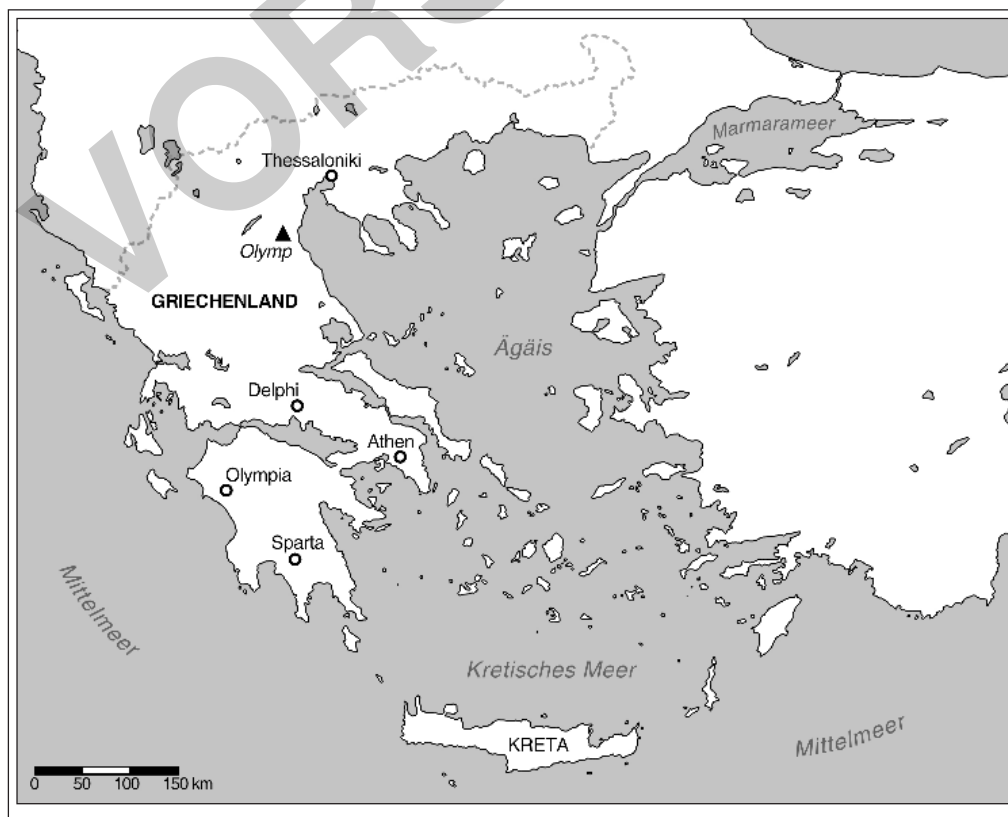 VORS
Marmarameer
Thessaloniki
Olymp
GRIECHENLAND
Ägäis
Delphi
Athen
Olympia
Sparta
Mittelmeer
Kretisches Meer
KRETA
Mittelmeer
0 50 100 150 km